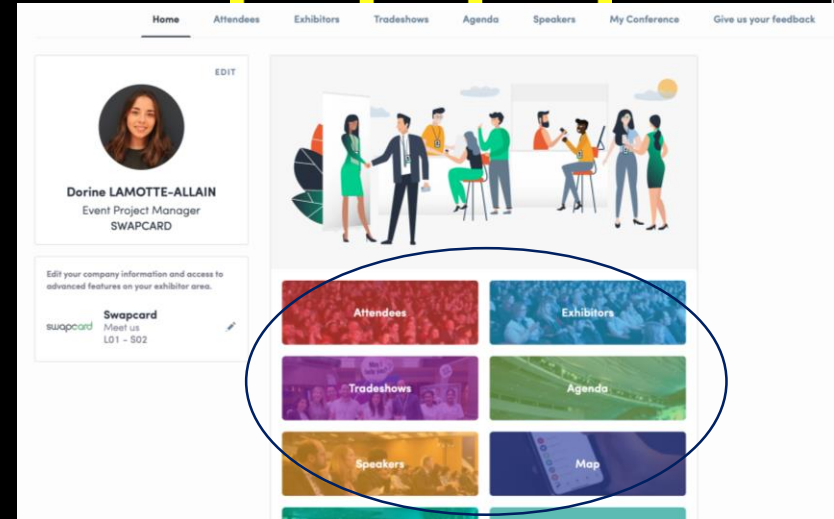 Home Attendees Exhibitors Tradeshows Agenda Speakers My Conference Give us your feedback
EDIT
Dorine LAMOTTE-ALLAIN
Event Project Manager
SWAPCARD
Edit your company information and access to
advanced features on your exhibitor area.
swapcard
Swapcard
Meet us
L01 - S02
Attendees Exhibitors
Tradeshows Agenda
Speakers Map